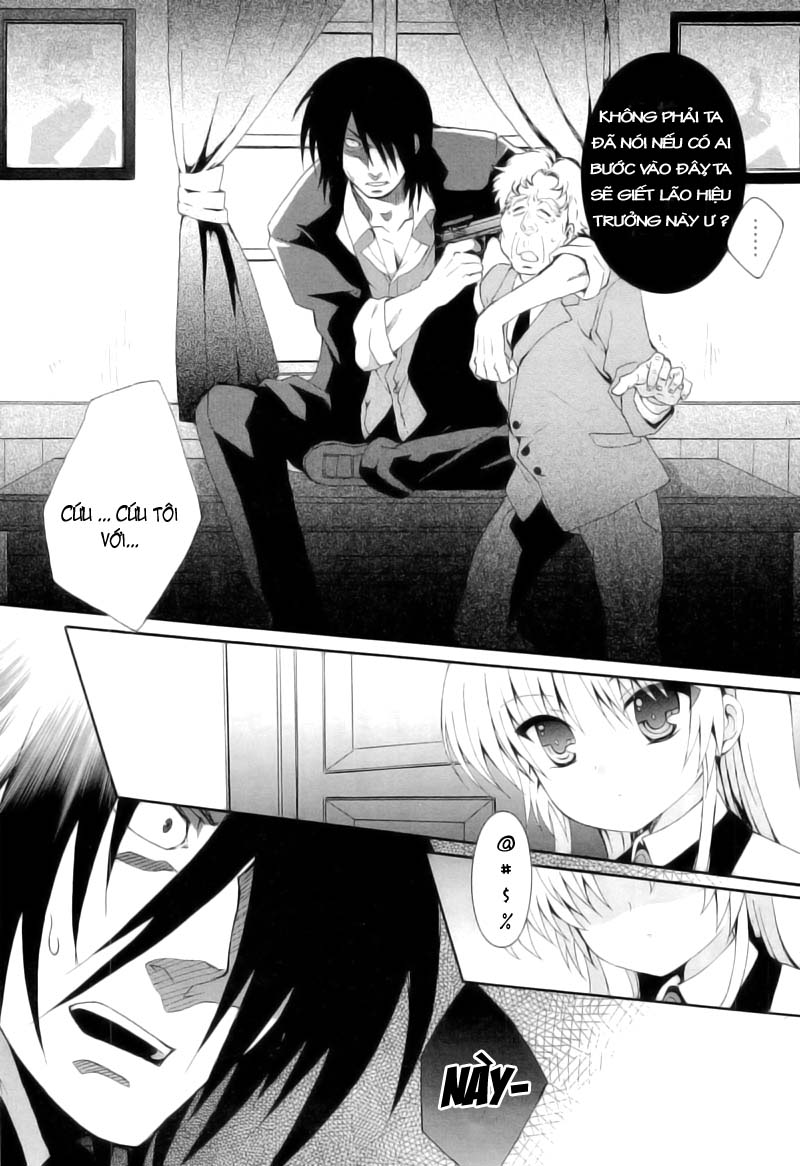 KHÔNG PHẢI TA
ĐÃ NÓI NẾU CÓ AI
BƯỚC VÀO ĐÂY, TA
SẼ GIẾT LÃO HIỆU
TRƯỞNG NÀY Ư ?
......
CỨU ... CỨU TÔI
VỚI...
@
#
$
%
NÀY-